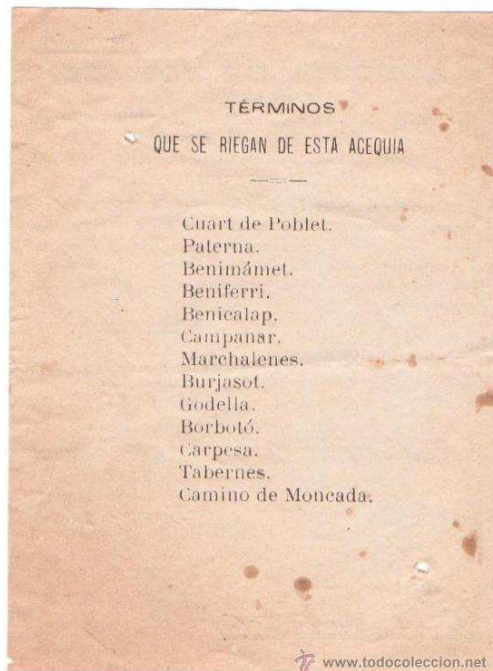 TÉRMINOS
QUE SE RIEGAN DE ESTA ACEQUIA
Cuart de Poblet.
Paterna.
Benimámet.
Beniferri.
Benicalap.
Campanar.
Marchalenes.
Burjasot.
Godella.
Borbotó.
Carpesa.
Tabernes.
Camino de Moncada.
www.todocoleccion.net